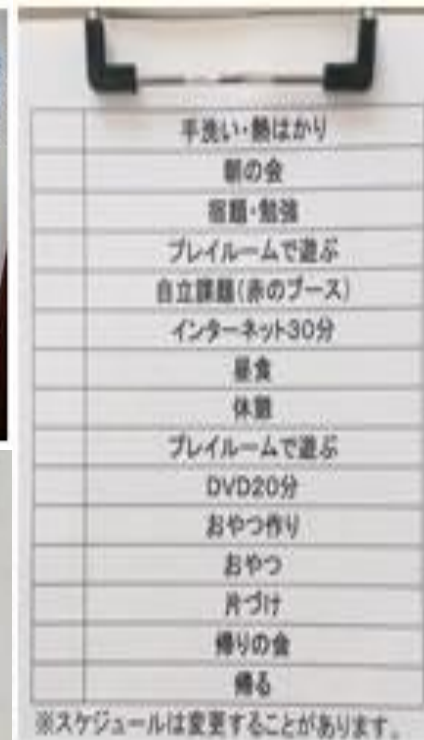 手洗い・熱はかり
朝の会
宿題・勉強
プレイルームで遊ぶ
自立課題(赤のブース)
インターネット30分
昼食
休憩
プレイルームで遊ぶ
DVD20分
おやつ作り
おやつ
片づけ
帰りの会
帰る
※スケジュールは変更することがあります。